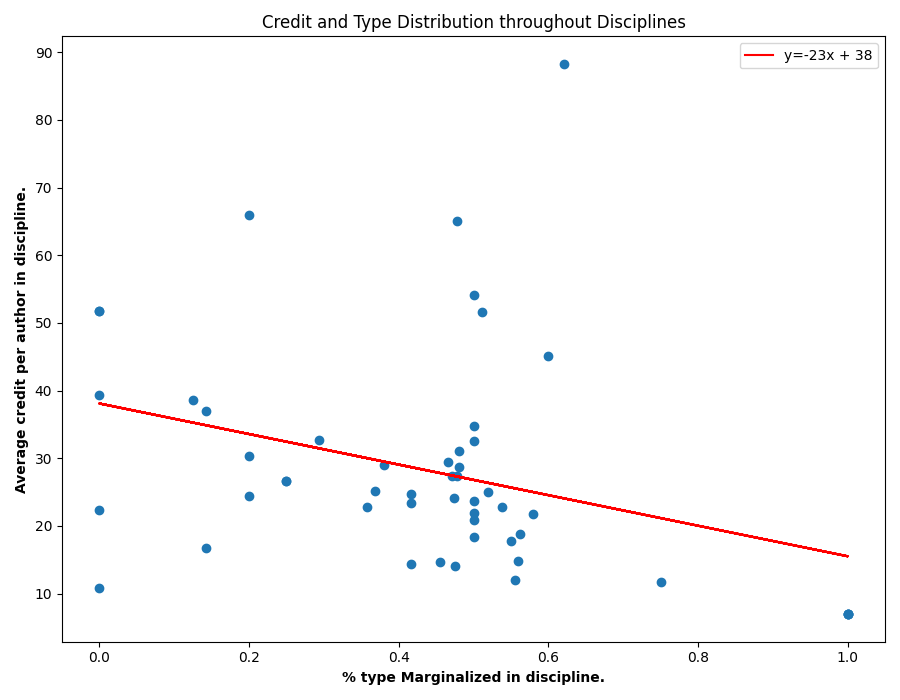 Credit and Type Distribution throughout Disciplines
y=-23x + 38
90
80
70
60
50
40
30
20
10
Average credit per author in discipline.
0.0 0.2 0.4 0.6 0.8 1.0
% type Marginalized in discipline.